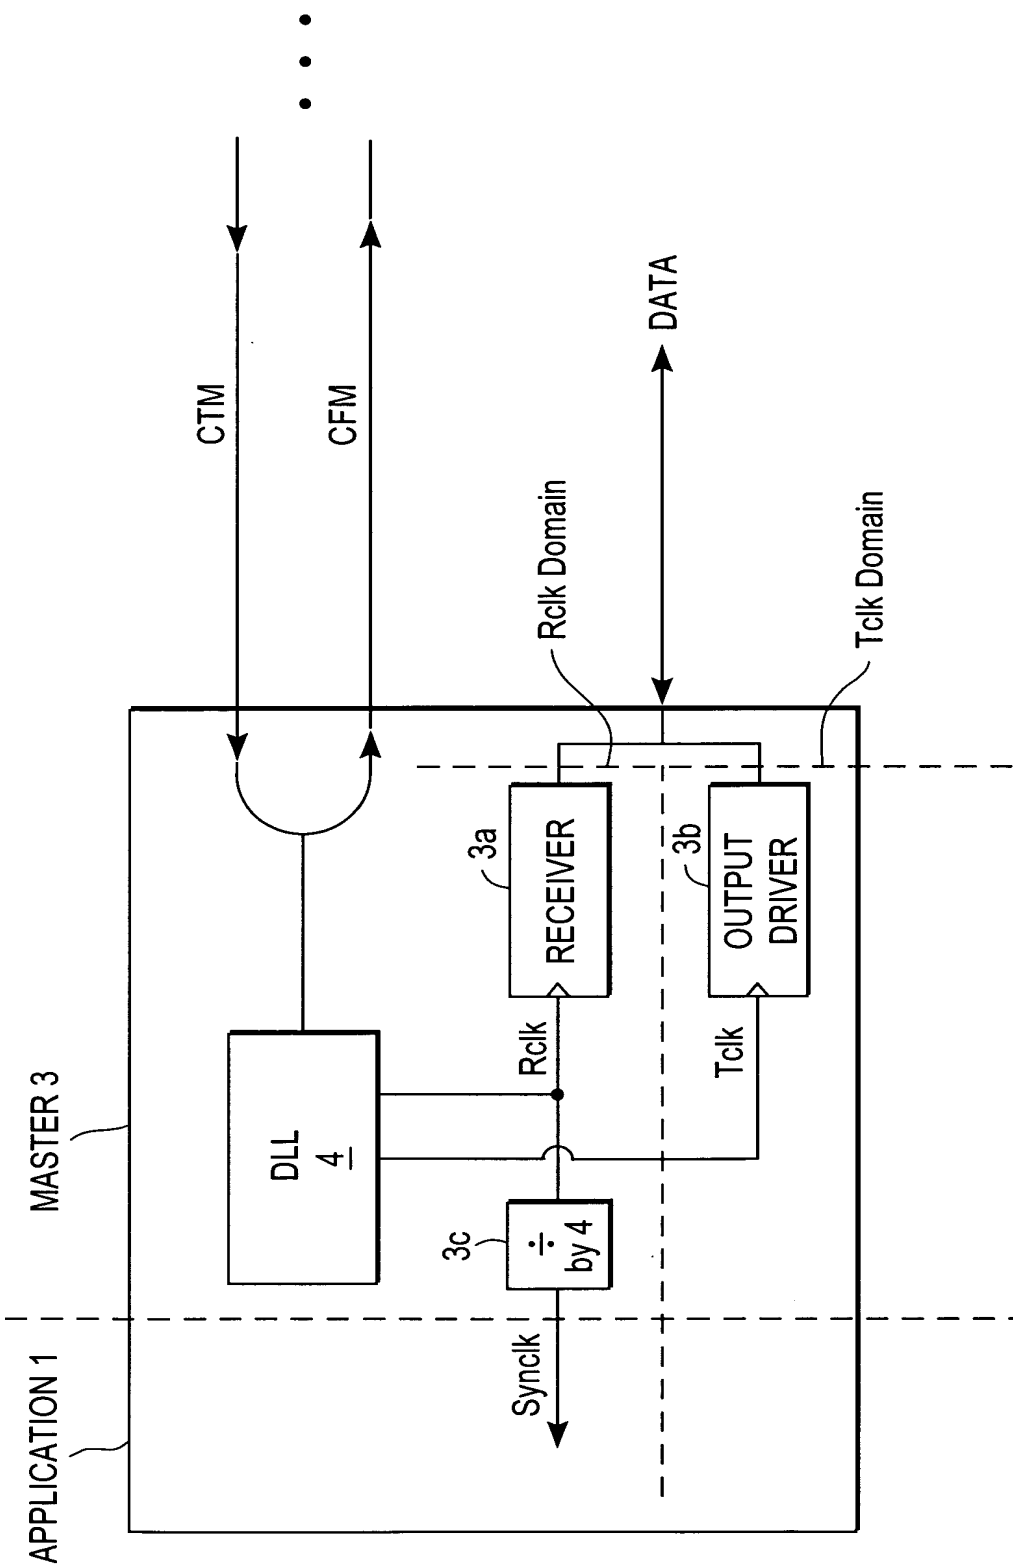 APPLICATION 1
MASTER 3
CTM
CFM
DLL
4
Rclk
3a
RECEIVER
Rclk Domain
DATA
3c
÷
by 4
Synclk
Tclk
3b
OUTPUT
DRIVER
Tclk Domain